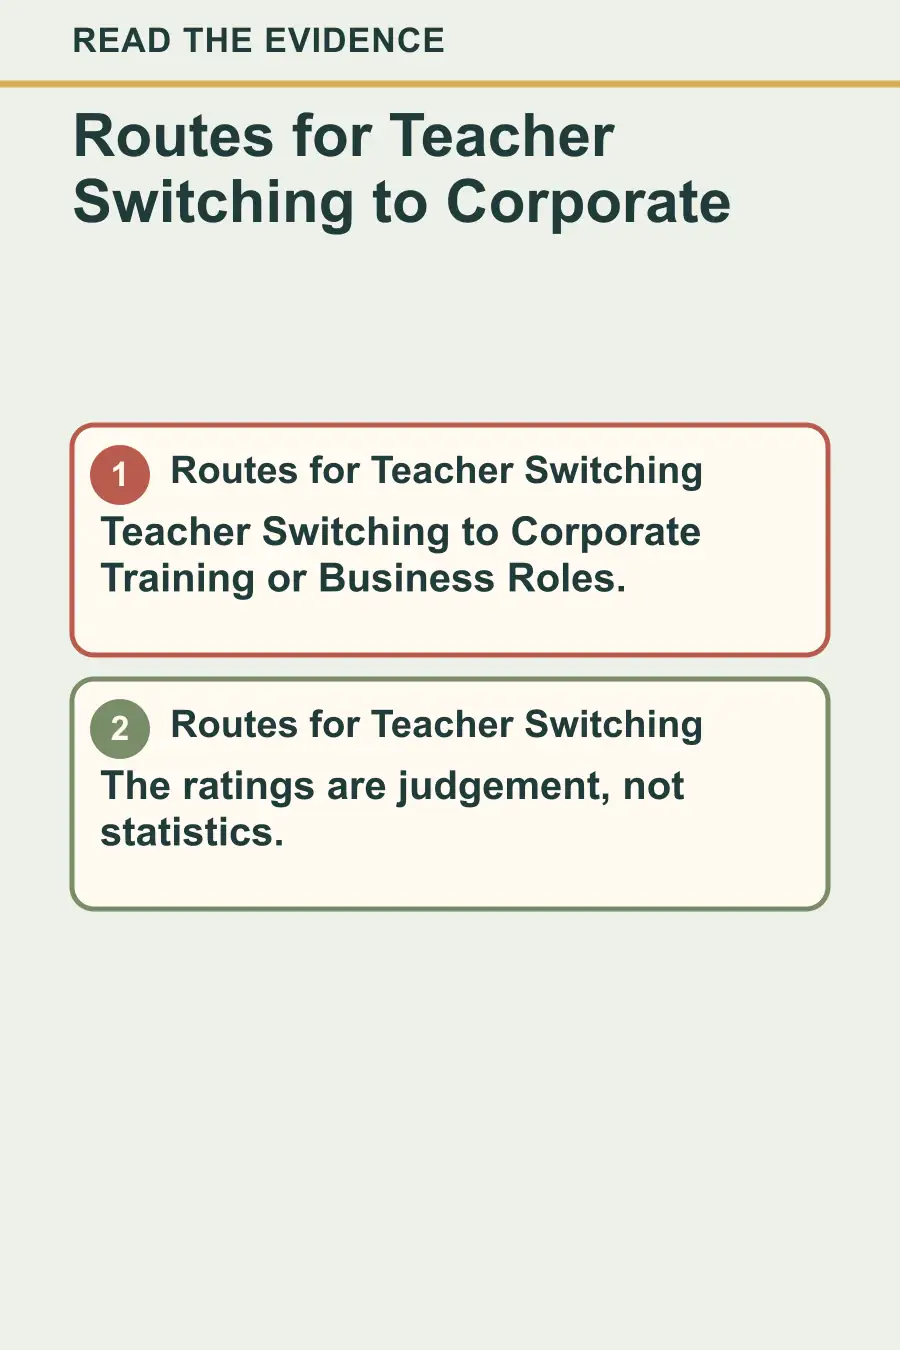 READ THE EVIDENCE
Routes for Teacher
Switching to Corporate
1 Routes for Teacher Switching
Teacher Switching to Corporate
Training or Business Roles.
2 Routes for Teacher Switching
The ratings are judgement, not
statistics.